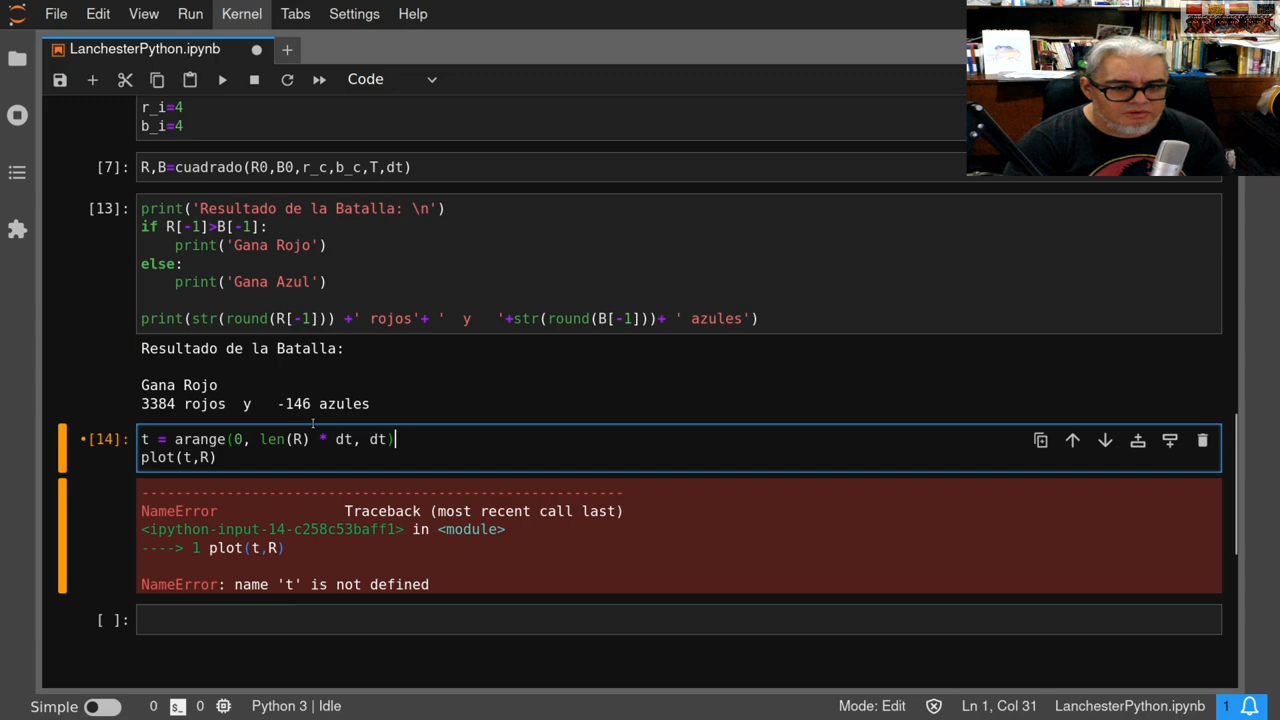 File Edit View Run Kernel Tabs Settings Help
LanchesterPython.ipynb
Code
r_i=4
b_i=4
[7]: R,B=cuadrado(R0,B0,r_c,b_c,T,dt)
[13]: print('Resultado de la Batalla: \n')
if R[-1]>B[-1]:
    print('Gana Rojo')
else:
    print('Gana Azul')
print(str(round(R[-1])) +' rojos'+ '  y   '+str(round(B[-1]))+ ' azules')
Resultado de la Batalla:
Gana Rojo
3384 rojos  y   -146 azules
•[14]: t = arange(0, len(R) * dt, dt)
plot(t,R)
---------------------------------------------------------
NameError Traceback (most recent call last)
<ipython-input-14-c258c53baff1> in <module>
----> 1 plot(t,R)
NameError: name 't' is not defined
[ ]:
Simple 0 $_ 0 Python 3 | Idle Mode: Edit Ln 1, Col 31 LanchesterPython.ipynb 1